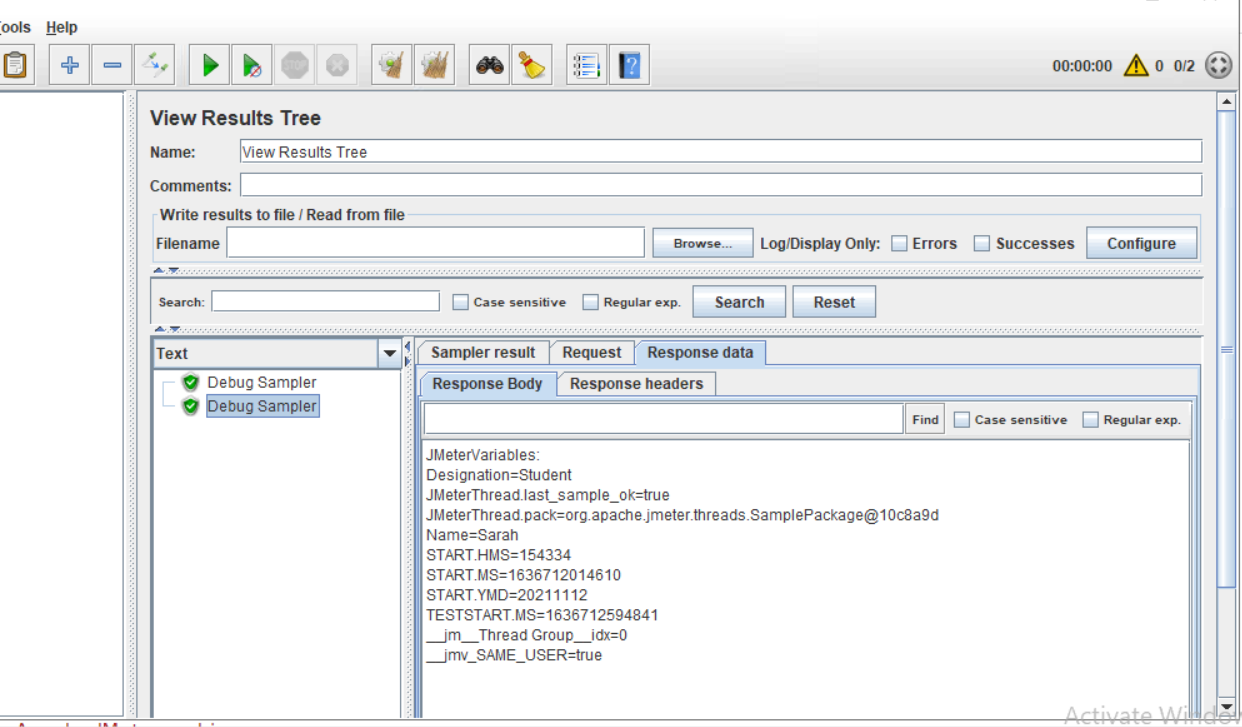 Tools Help
00:00:00 0 0/2
View Results Tree
Name: View Results Tree
Comments:
Write results to file / Read from file
Filename Browse... Log/Display Only: Errors Successes Configure
Search: Case sensitive Regular exp. Search Reset
Text
Debug Sampler
Debug Sampler
Sampler result Request Response data
Response Body Response headers
Find Case sensitive Regular exp.
JMeterVariables:
Designation=Student
JMeterThread.last_sample_ok=true
JMeterThread.pack=org.apache.jmeter.threads.SamplePackage@10c8a9d
Name=Sarah
START.HMS=154334
START.MS=1636712014610
START.YMD=20211112
TESTSTART.MS=1636712594841
__jm__Thread Group__idx=0
__jmv_SAME_USER=true
Activate Window